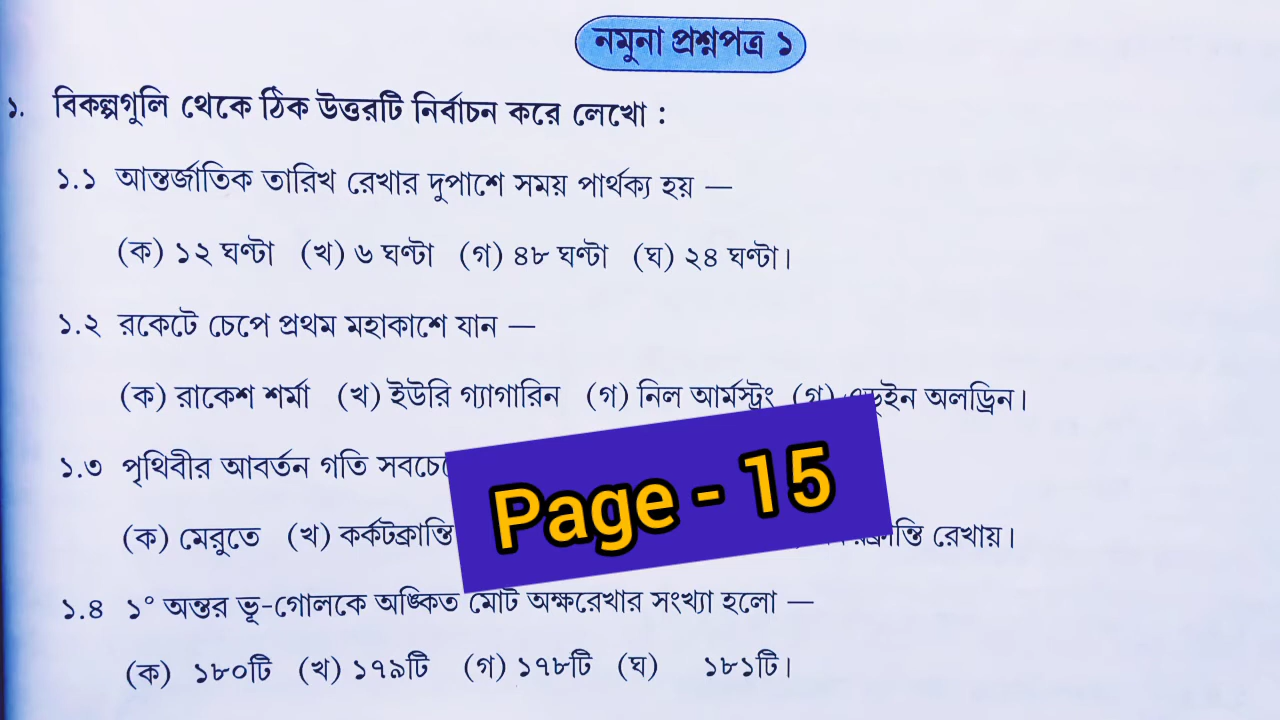 নমুনা প্রশ্নপত্র ১
১. বিকল্পগুলি থেকে ঠিক উত্তরটি নির্বাচন করে লেখো :
১.১ আন্তর্জাতিক তারিখ রেখার দুপাশে সময় পার্থক্য হয় —
(ক) ১২ ঘণ্টা (খ) ৬ ঘণ্টা (গ) ৪৮ ঘণ্টা (ঘ) ২৪ ঘণ্টা।
১.২ রকেটে চেপে প্রথম মহাকাশে যান —
(ক) রাকেশ শর্মা (খ) ইউরি গ্যাগারিন (গ) নিল আর্মস্ট্রং (গ) অলড্রিন।
১.৩ পৃথিবীর আবর্তন গতি
Page - 15
(ক) মেরুতে (খ) কর্কটক্রান্তি রেখায়।
১.৪ ১° অন্তর ভূ-গোলকে অঙ্কিত মোট অক্ষরেখার সংখ্যা হলো —
(ক) ১৮০টি (খ) ১৭৯টি (গ) ১৭৮টি (ঘ) ১৮১টি।